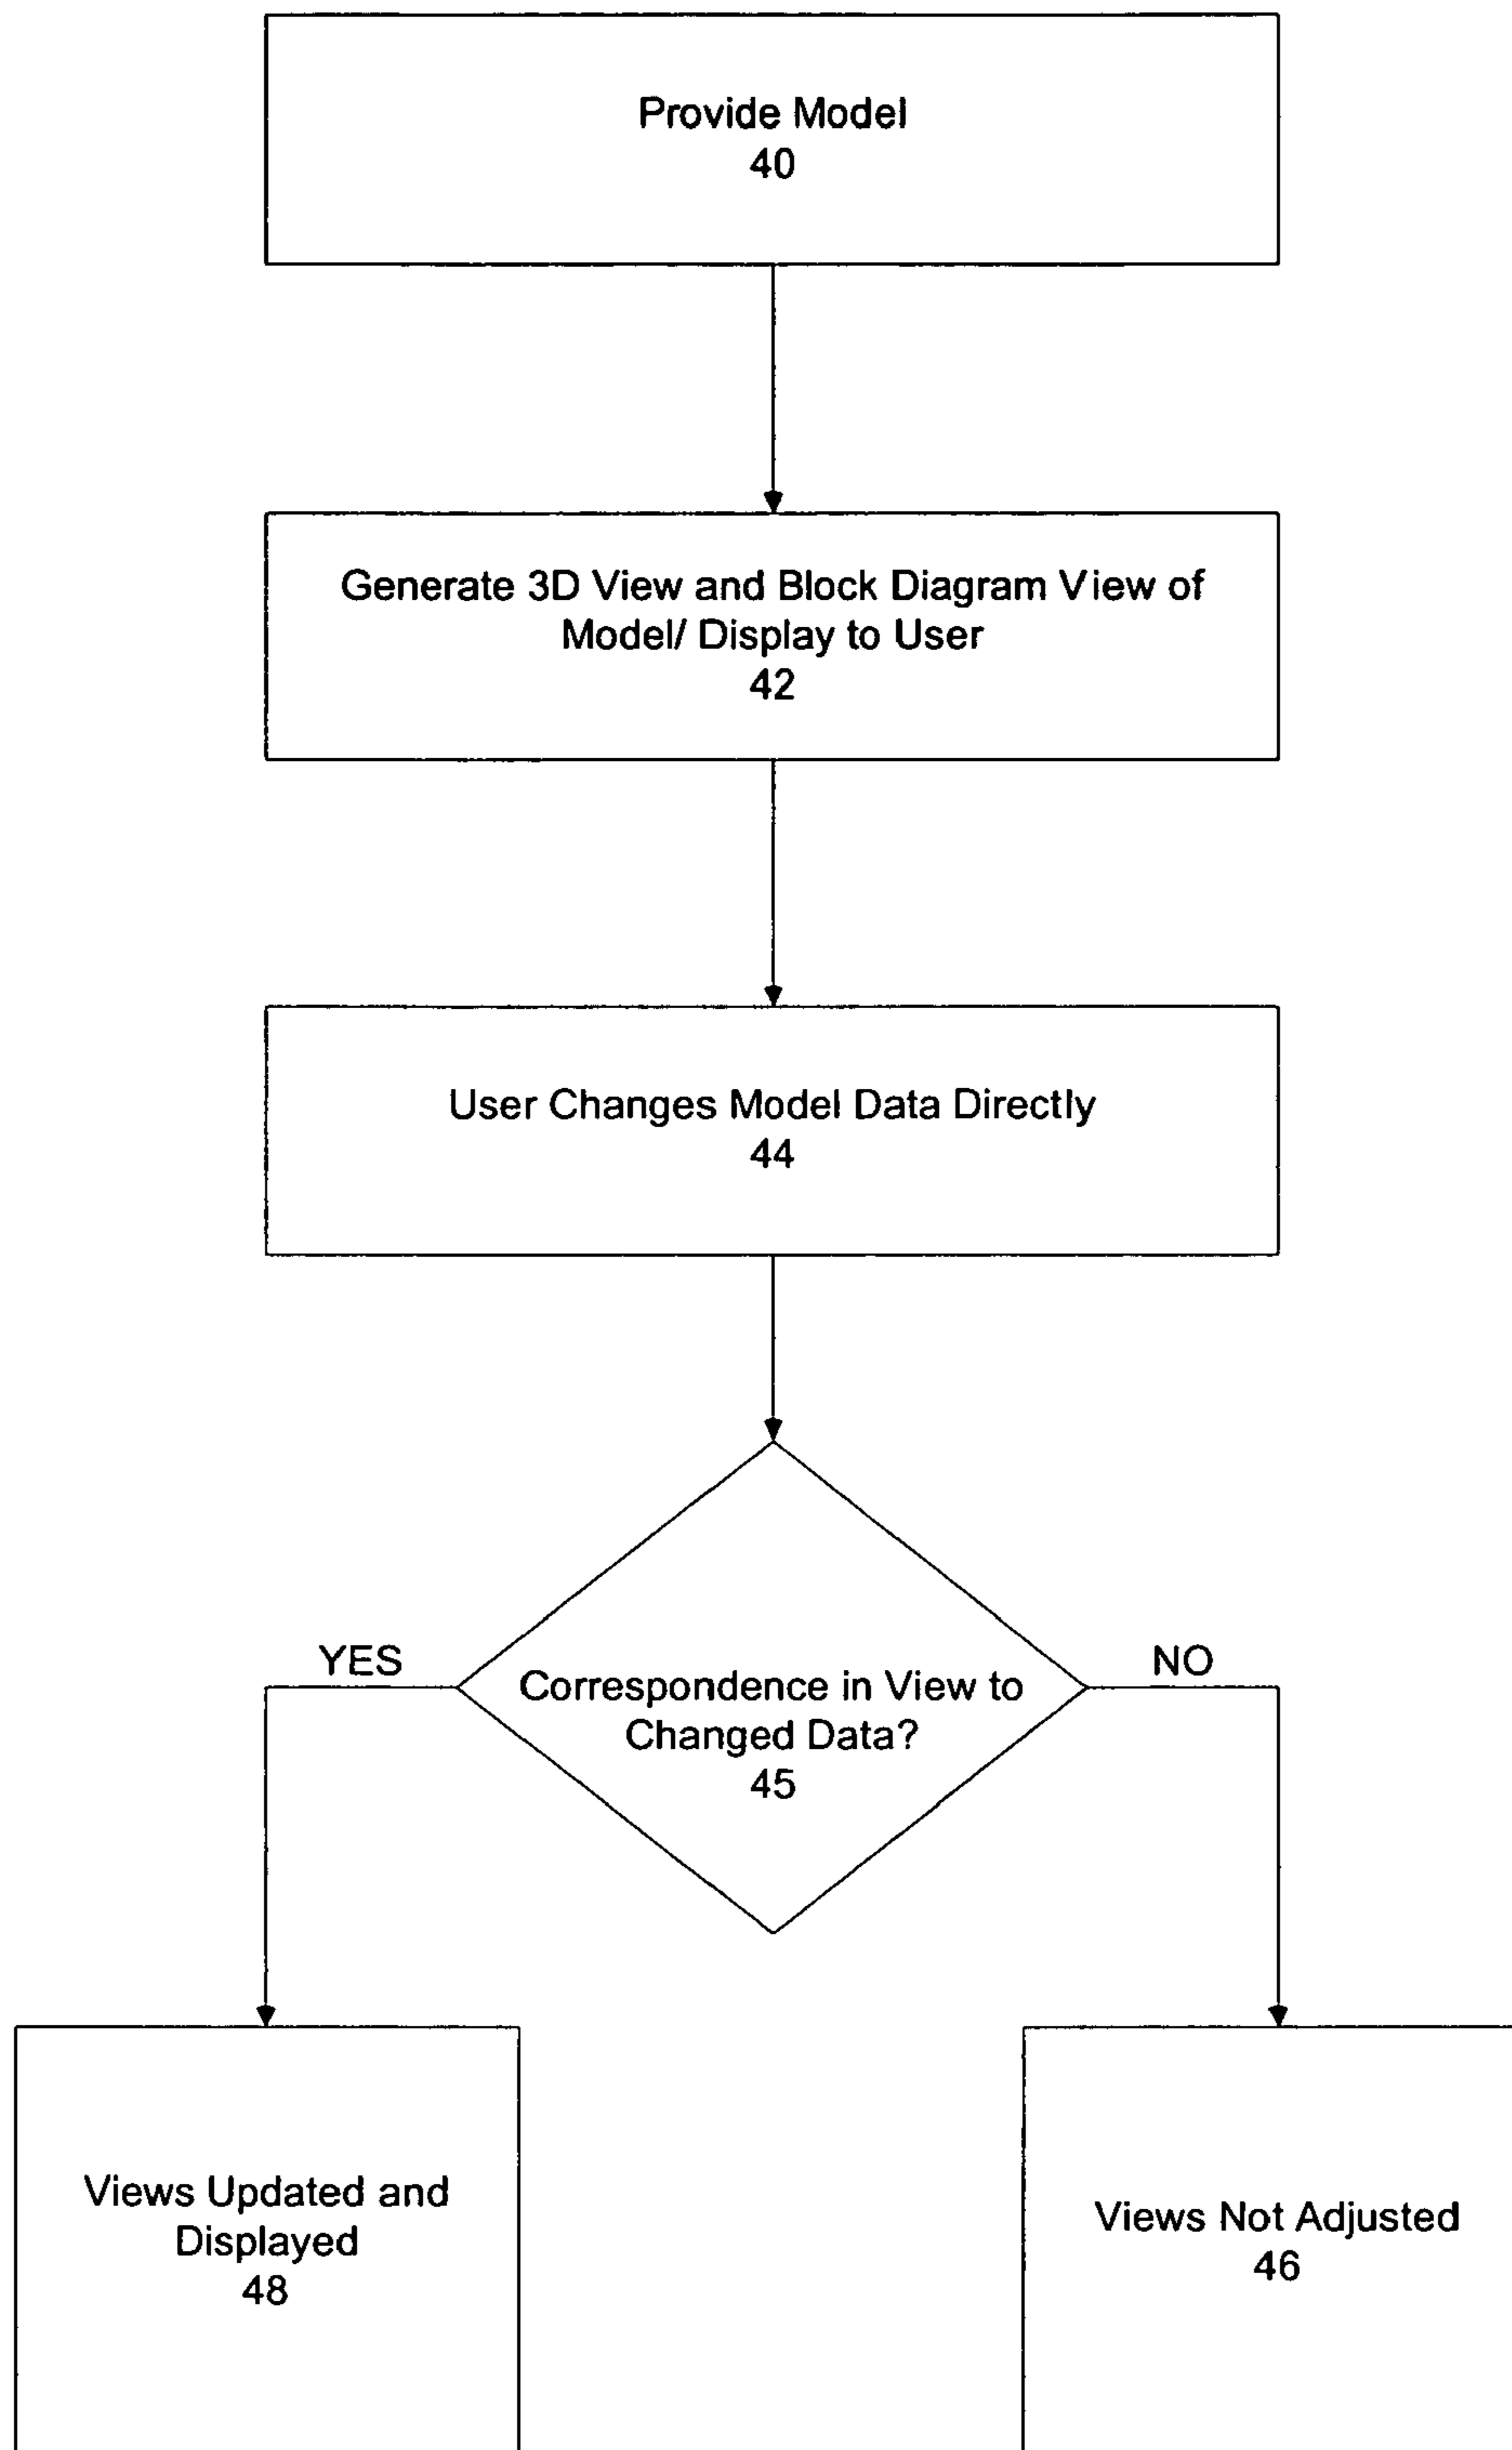 Provide Model
40
Generate 3D View and Block Diagram View of
Model/ Display to User
42
User Changes Model Data Directly
44
YES
NO
Correspondence in View to
Changed Data?
45
Views Updated and
Displayed
48
Views Not Adjusted
46